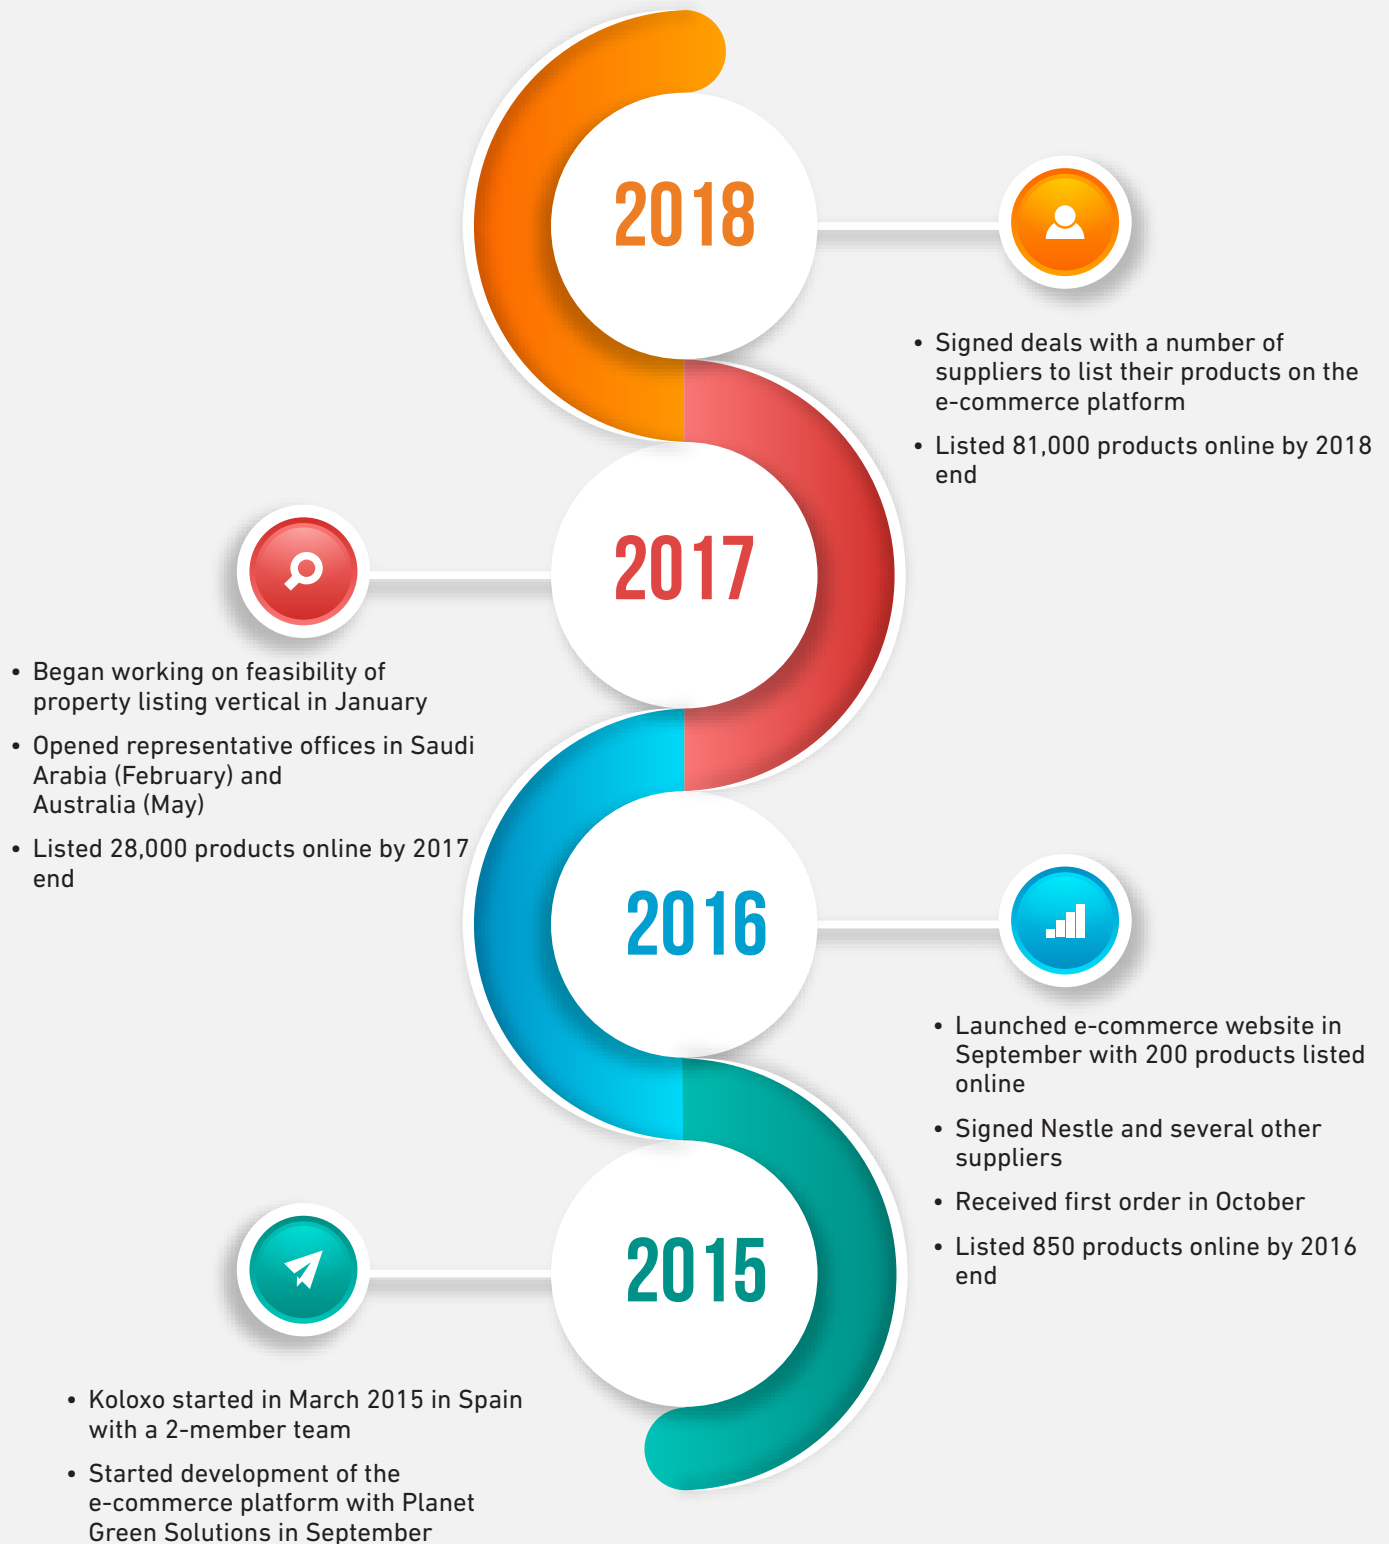 2018
• Signed deals with a number of
suppliers to list their products on the
e-commerce platform
• Listed 81,000 products online by 2018
end
2017
• Began working on feasibility of
property listing vertical in January
• Opened representative offices in Saudi
Arabia (February) and
Australia (May)
• Listed 28,000 products online by 2017
end
2016
• Launched e-commerce website in
September with 200 products listed
online
• Signed Nestle and several other
suppliers
• Received first order in October
• Listed 850 products online by 2016
end
2015
• Koloxo started in March 2015 in Spain
with a 2-member team
• Started development of the
e-commerce platform with Planet
Green Solutions in September